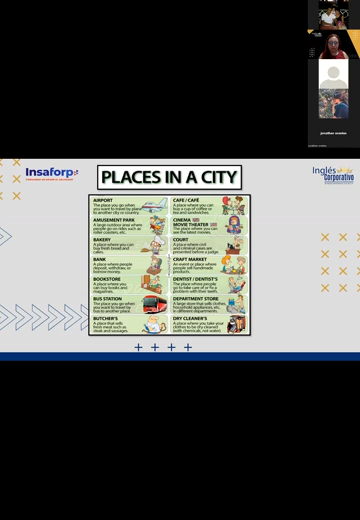 Insaforp
PLACES IN A CITY
Inglés
Corporativo
AIRPORT
The place you go when
you want to travel by plane
to another city or country.
AMUSEMENT PARK
A large outdoor area where
people go on rides such as
roller coasters, etc.
BAKERY
A place where you can
buy fresh bread and
cakes.
BANK
A place where people
deposit, withdraw, or
borrow money.
BOOKSTORE
A place where you
can buy books and
magazines.
BUS STATION
The place you go when
you want to travel by
bus to another place.
BUTCHER'S
A place that sells
fresh meat such as
steak and sausages.
CAFE / CAFÉ
A place where you can
buy a cup of coffee or
tea and sandwiches.
CINEMA
MOVIE THEATER
The place where you can
see the latest movies.
COURT
A place where civil
and criminal cases are
presented before a judge.
CRAFT MARKET
An event or place where
people sell handmade
products.
DENTIST / DENTIST'S
The place where people
go to take care of or fix a
problem with their teeth.
DEPARTMENT STORE
A large store that sells clothes,
household appliances, etc.
in different departments.
DRY CLEANER'S
A place where you take your
clothes to be (dry) cleaned
(with chemicals, not water)